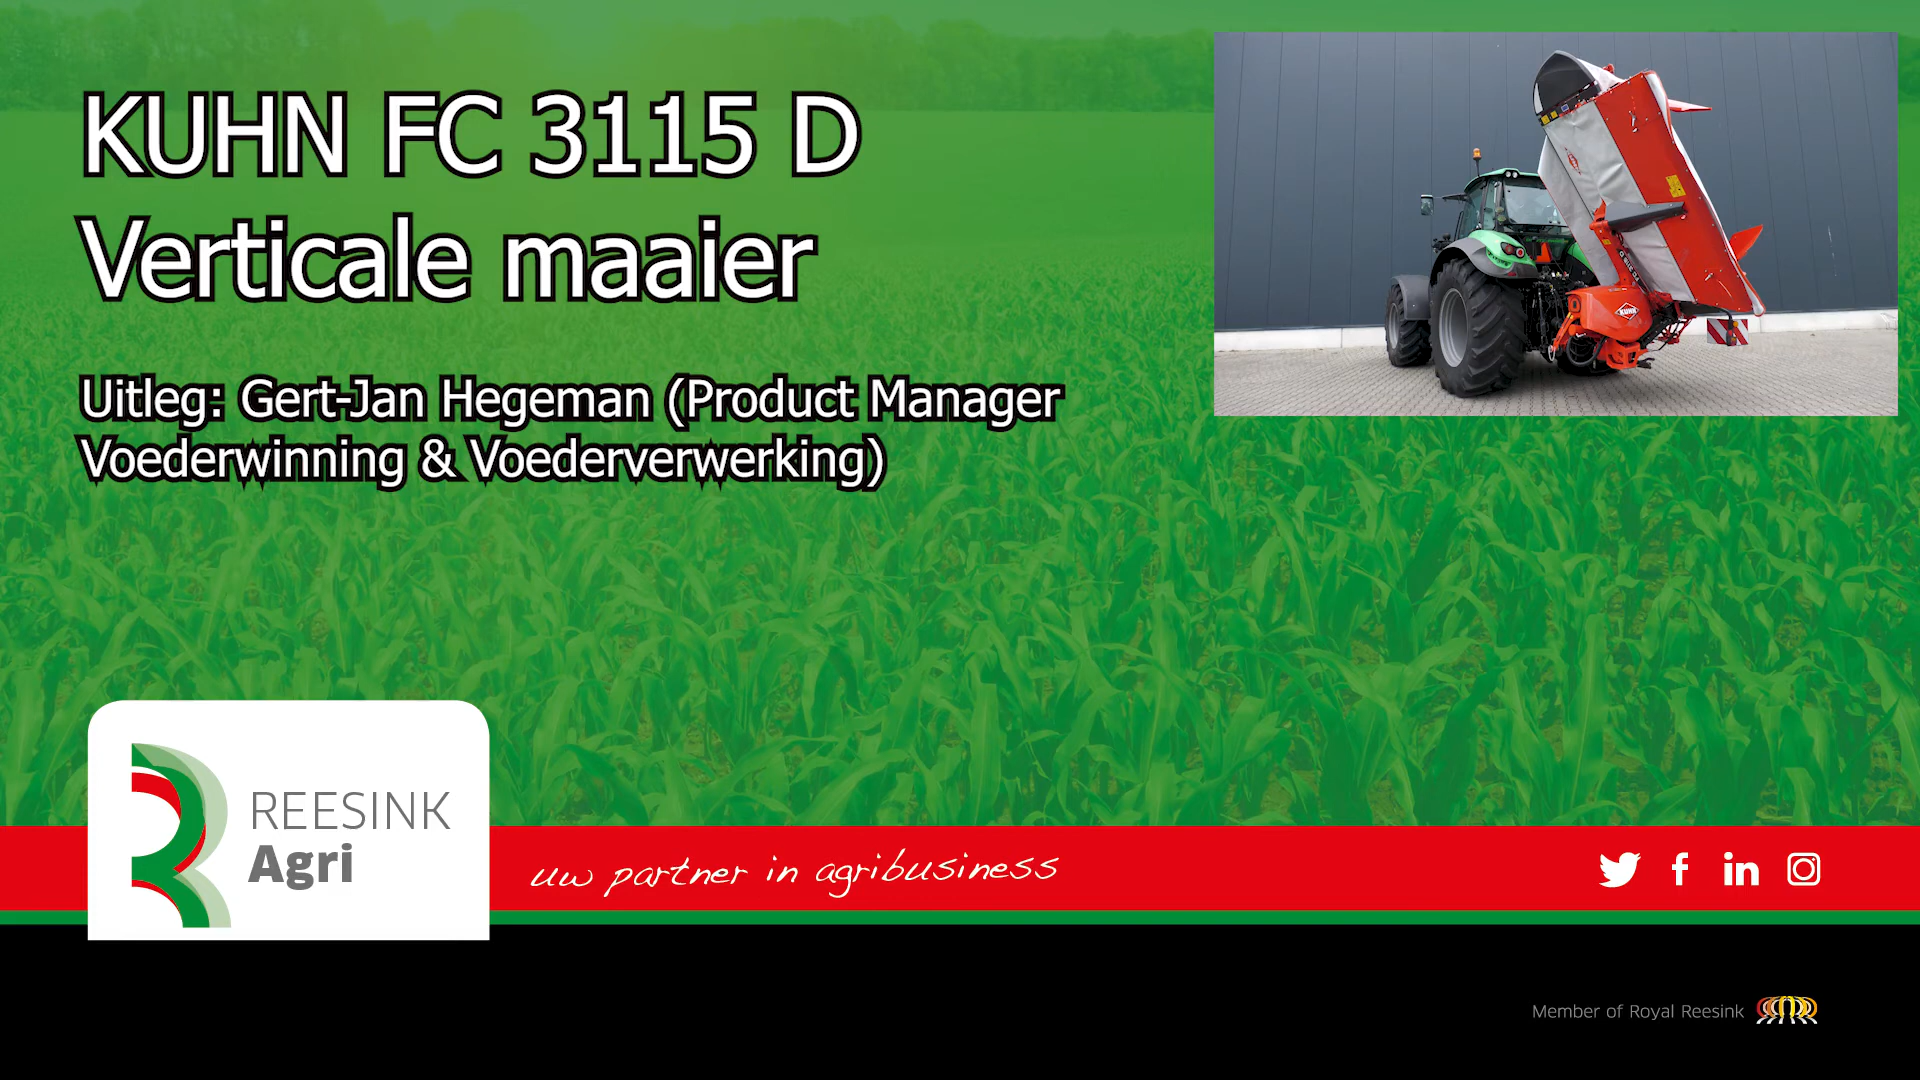 KUHN FC 3115 D
Verticale maaier
Uitleg: Gert-Jan Hegeman (Product Manager
Voederwinning & Voederverwerking)
KUHN
REESINK
Agri
uw partner in agribusiness
Member of Royal Reesink